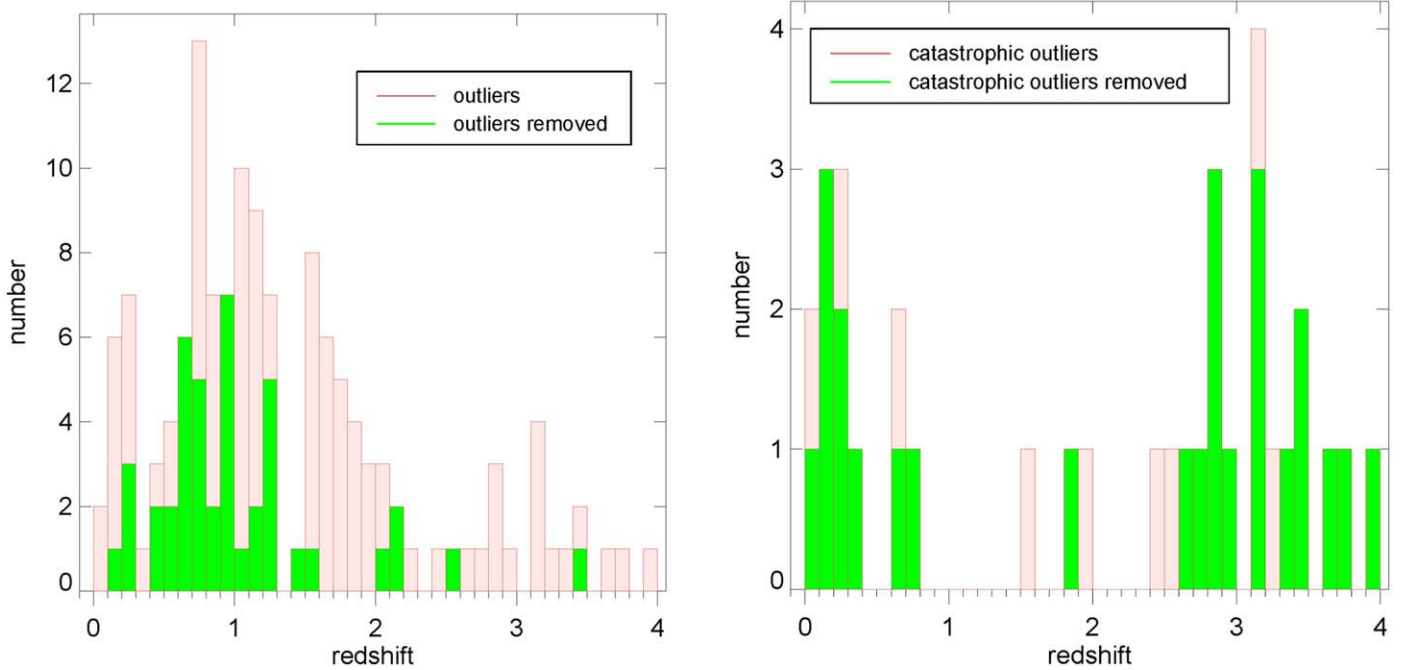 12
10
8
6
4
2
0
number
outliers
outliers removed
0 1 2 3 4
redshift
4
3
2
1
0
number
catastrophic outliers
catastrophic outliers removed
0 1 2 3 4
redshift